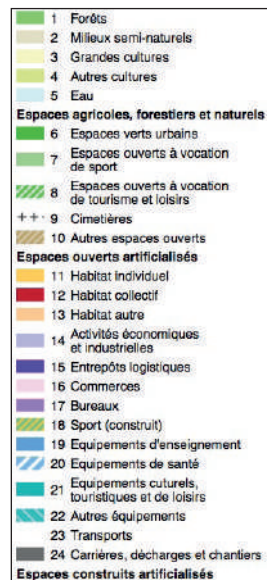 1 Forêts
2 Milieux semi-naturels
3 Grandes cultures
4 Autres cultures
5 Eau
Espaces agricoles, forestiers et naturels
6 Espaces verts urbains
7 Espaces ouverts à vocation
de sport
8 Espaces ouverts à vocation
de tourisme et loisirs
9 Cimetières
10 Autres espaces ouverts
Espaces ouverts artificialisés
11 Habitat individuel
12 Habitat collectif
13 Habitat autre
14 Activités économiques
et industrielles
15 Entrepôts logistiques
16 Commerces
17 Bureaux
18 Sport (construit)
19 Equipements d'enseignement
20 Equipements de santé
21 Equipements cuturels,
touristiques et de loisirs
22 Autres équipements
23 Transports
24 Carrières, décharges et chantiers
Espaces construits artificialisés